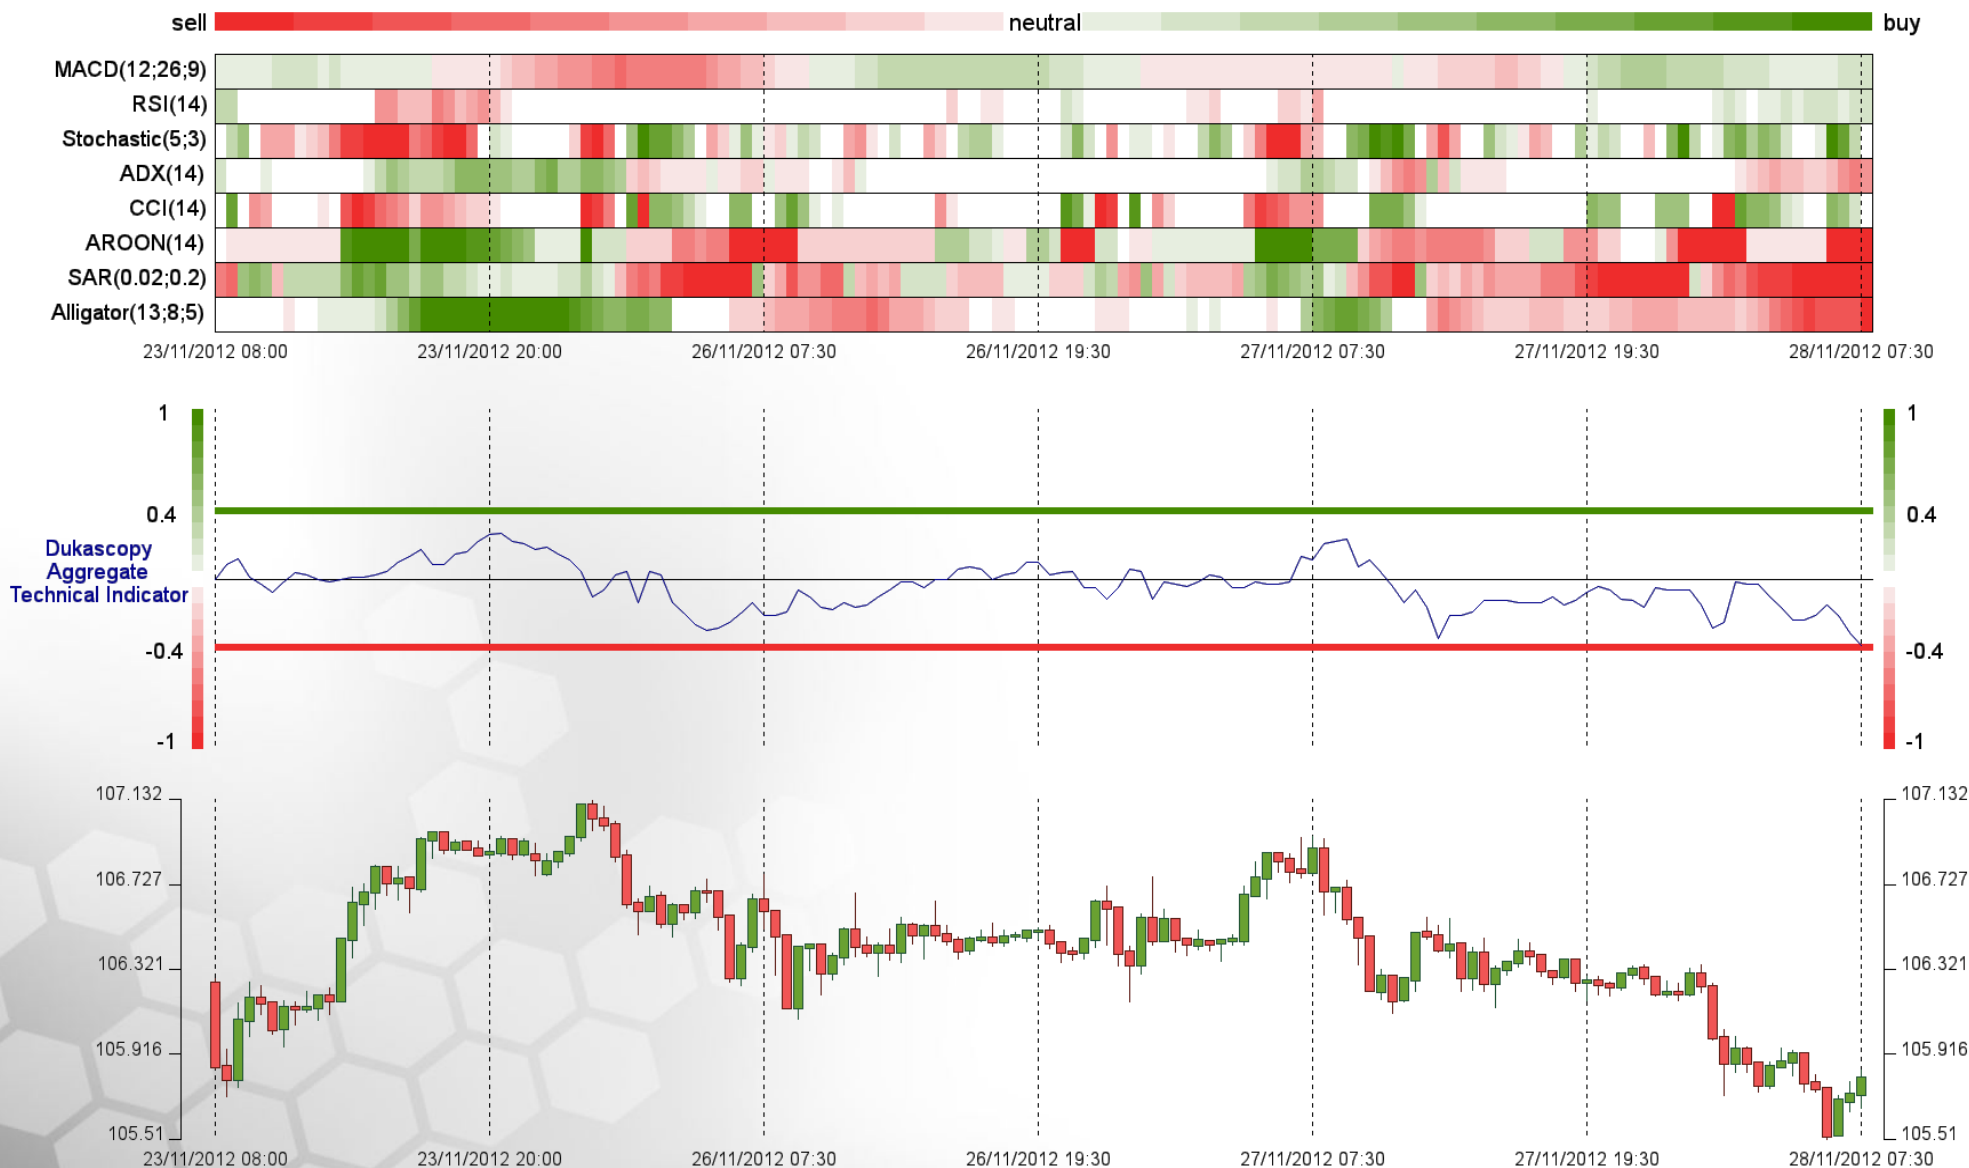 sell neutral buy
MACD(12;26;9)
RSI(14)
Stochastic(5;3)
ADX(14)
CCI(14)
AROON(14)
SAR(0.02;0.2)
Alligator(13;8;5)
23/11/2012 08:00 23/11/2012 20:00 26/11/2012 07:30 26/11/2012 19:30 27/11/2012 07:30 27/11/2012 19:30 28/11/2012 07:30
1 1
0.4 0.4
Dukascopy
Aggregate
Technical Indicator
-0.4 -0.4
-1 -1
107.132 107.132
106.727 106.727
106.321 106.321
105.916 105.916
105.51 105.51
23/11/2012 08:00 23/11/2012 20:00 26/11/2012 07:30 26/11/2012 19:30 27/11/2012 07:30 27/11/2012 19:30 28/11/2012 07:30